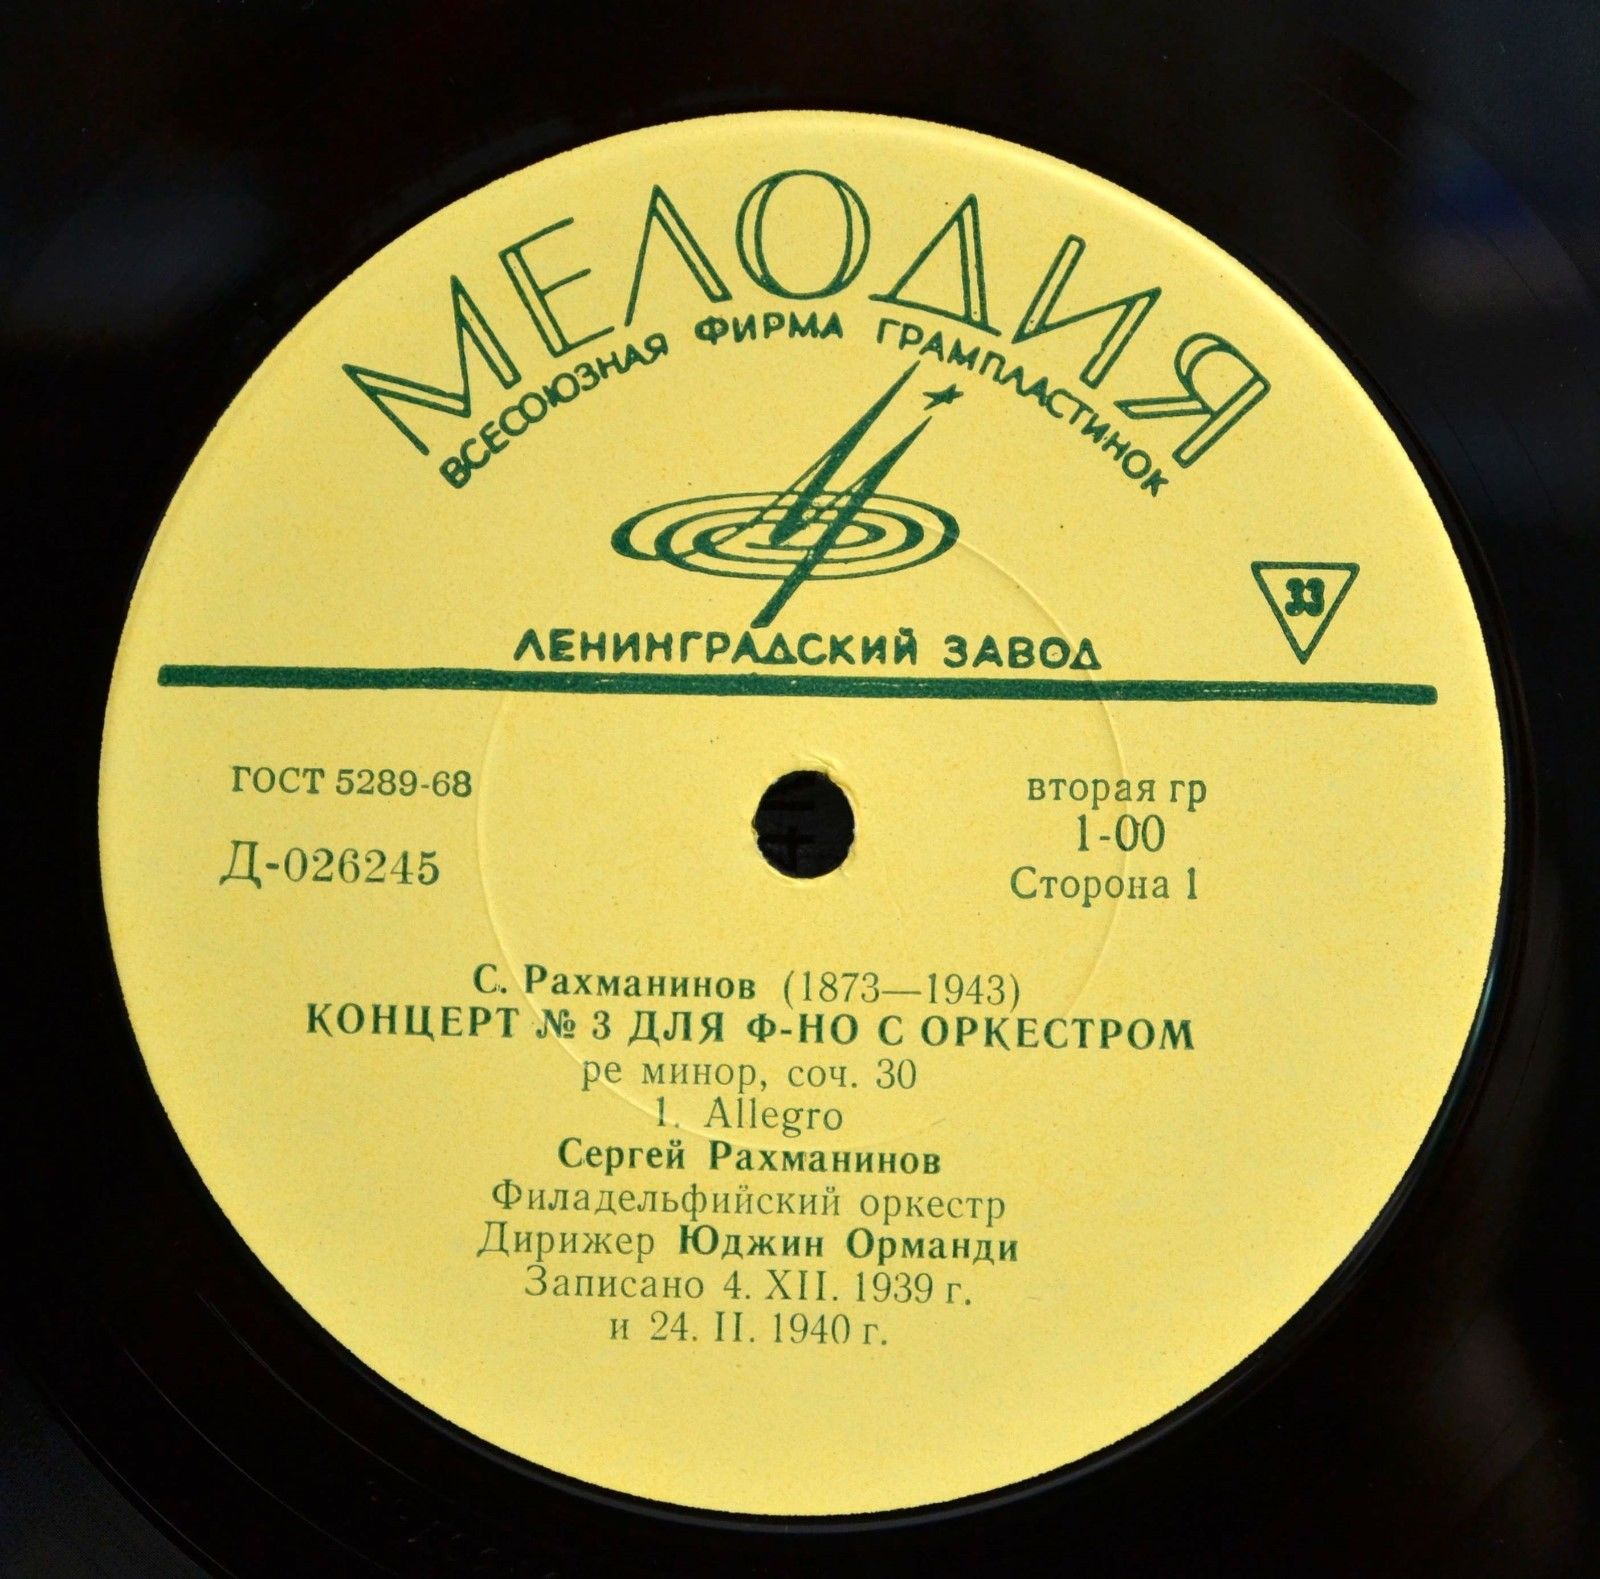 МЕЛОДИЯ
ВСЕСОЮЗНАЯ ФИРМА ГРАМПЛАСТИНОК
33
ЛЕНИНГРАДСКИЙ ЗАВОД
ГОСТ 5289-68
вторая гр
1-00
Д-026245
Сторона 1
С. Рахманинов (1873—1943)
КОНЦЕРТ № 3 ДЛЯ Ф-НО С ОРКЕСТРОМ
ре минор, соч. 30
1. Allegro
Сергей Рахманинов
Филадельфийский оркестр
Дирижер Юджин Орманди
Записано 4. XII. 1939 г.
и 24. II. 1940 г.